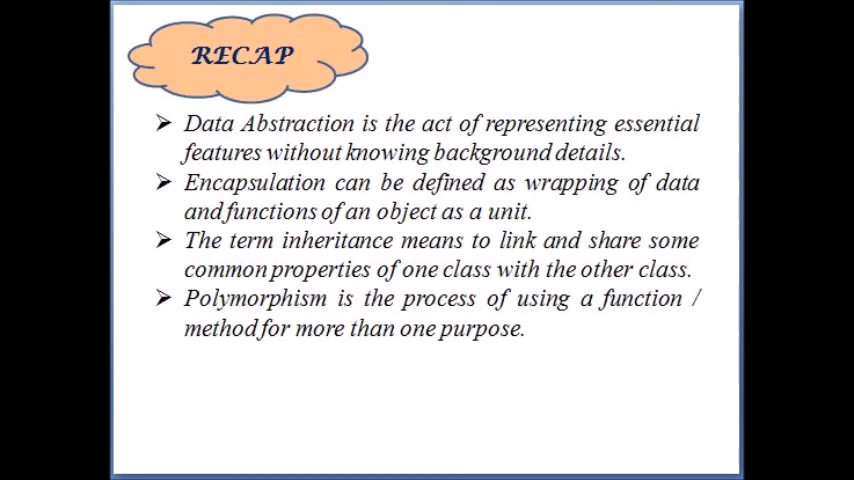 RECAP
➢ Data Abstraction is the act of representing essential
features without knowing background details.
➢ Encapsulation can be defined as wrapping of data
and functions of an object as a unit.
➢ The term inheritance means to link and share some
common properties of one class with the other class.
➢ Polymorphism is the process of using a function /
method for more than one purpose.